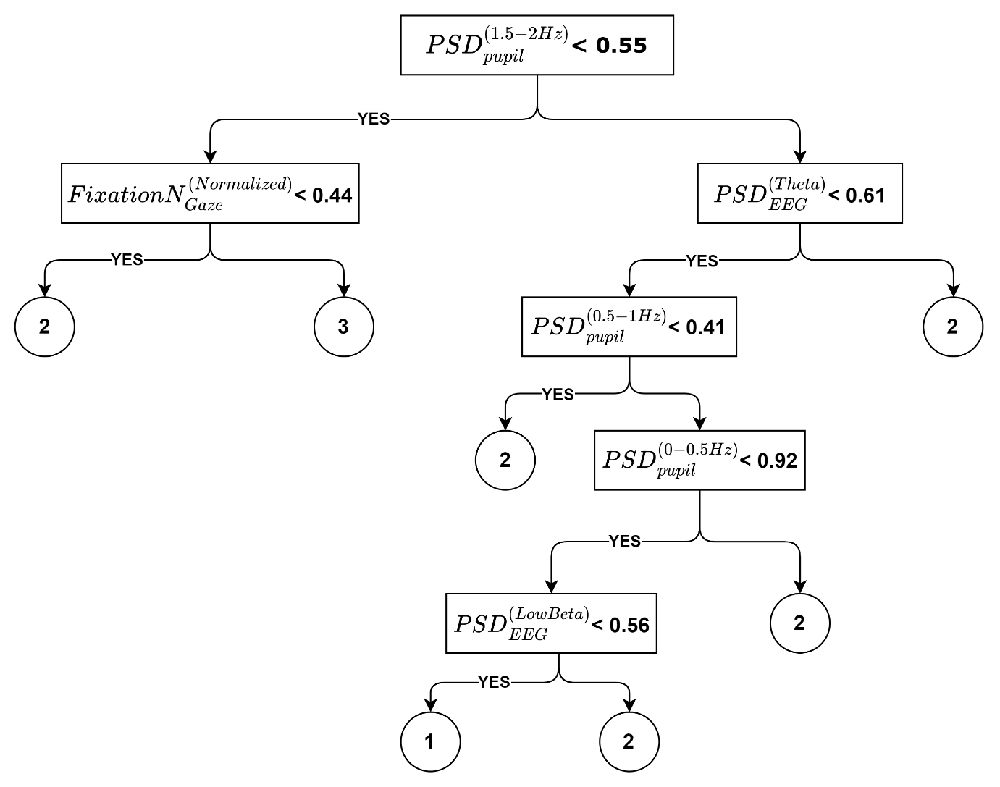 PSD_{pupil}^{(1.5−2Hz)} < 0.55
YES
FixationN_{Gaze}^{(Normalized)} < 0.44
PSD_{EEG}^{(Theta)} < 0.61
YES
YES
2
3
PSD_{pupil}^{(0.5−1Hz)} < 0.41
2
YES
2
PSD_{pupil}^{(0−0.5Hz)} < 0.92
YES
PSD_{EEG}^{(LowBeta)} < 0.56
2
YES
1
2